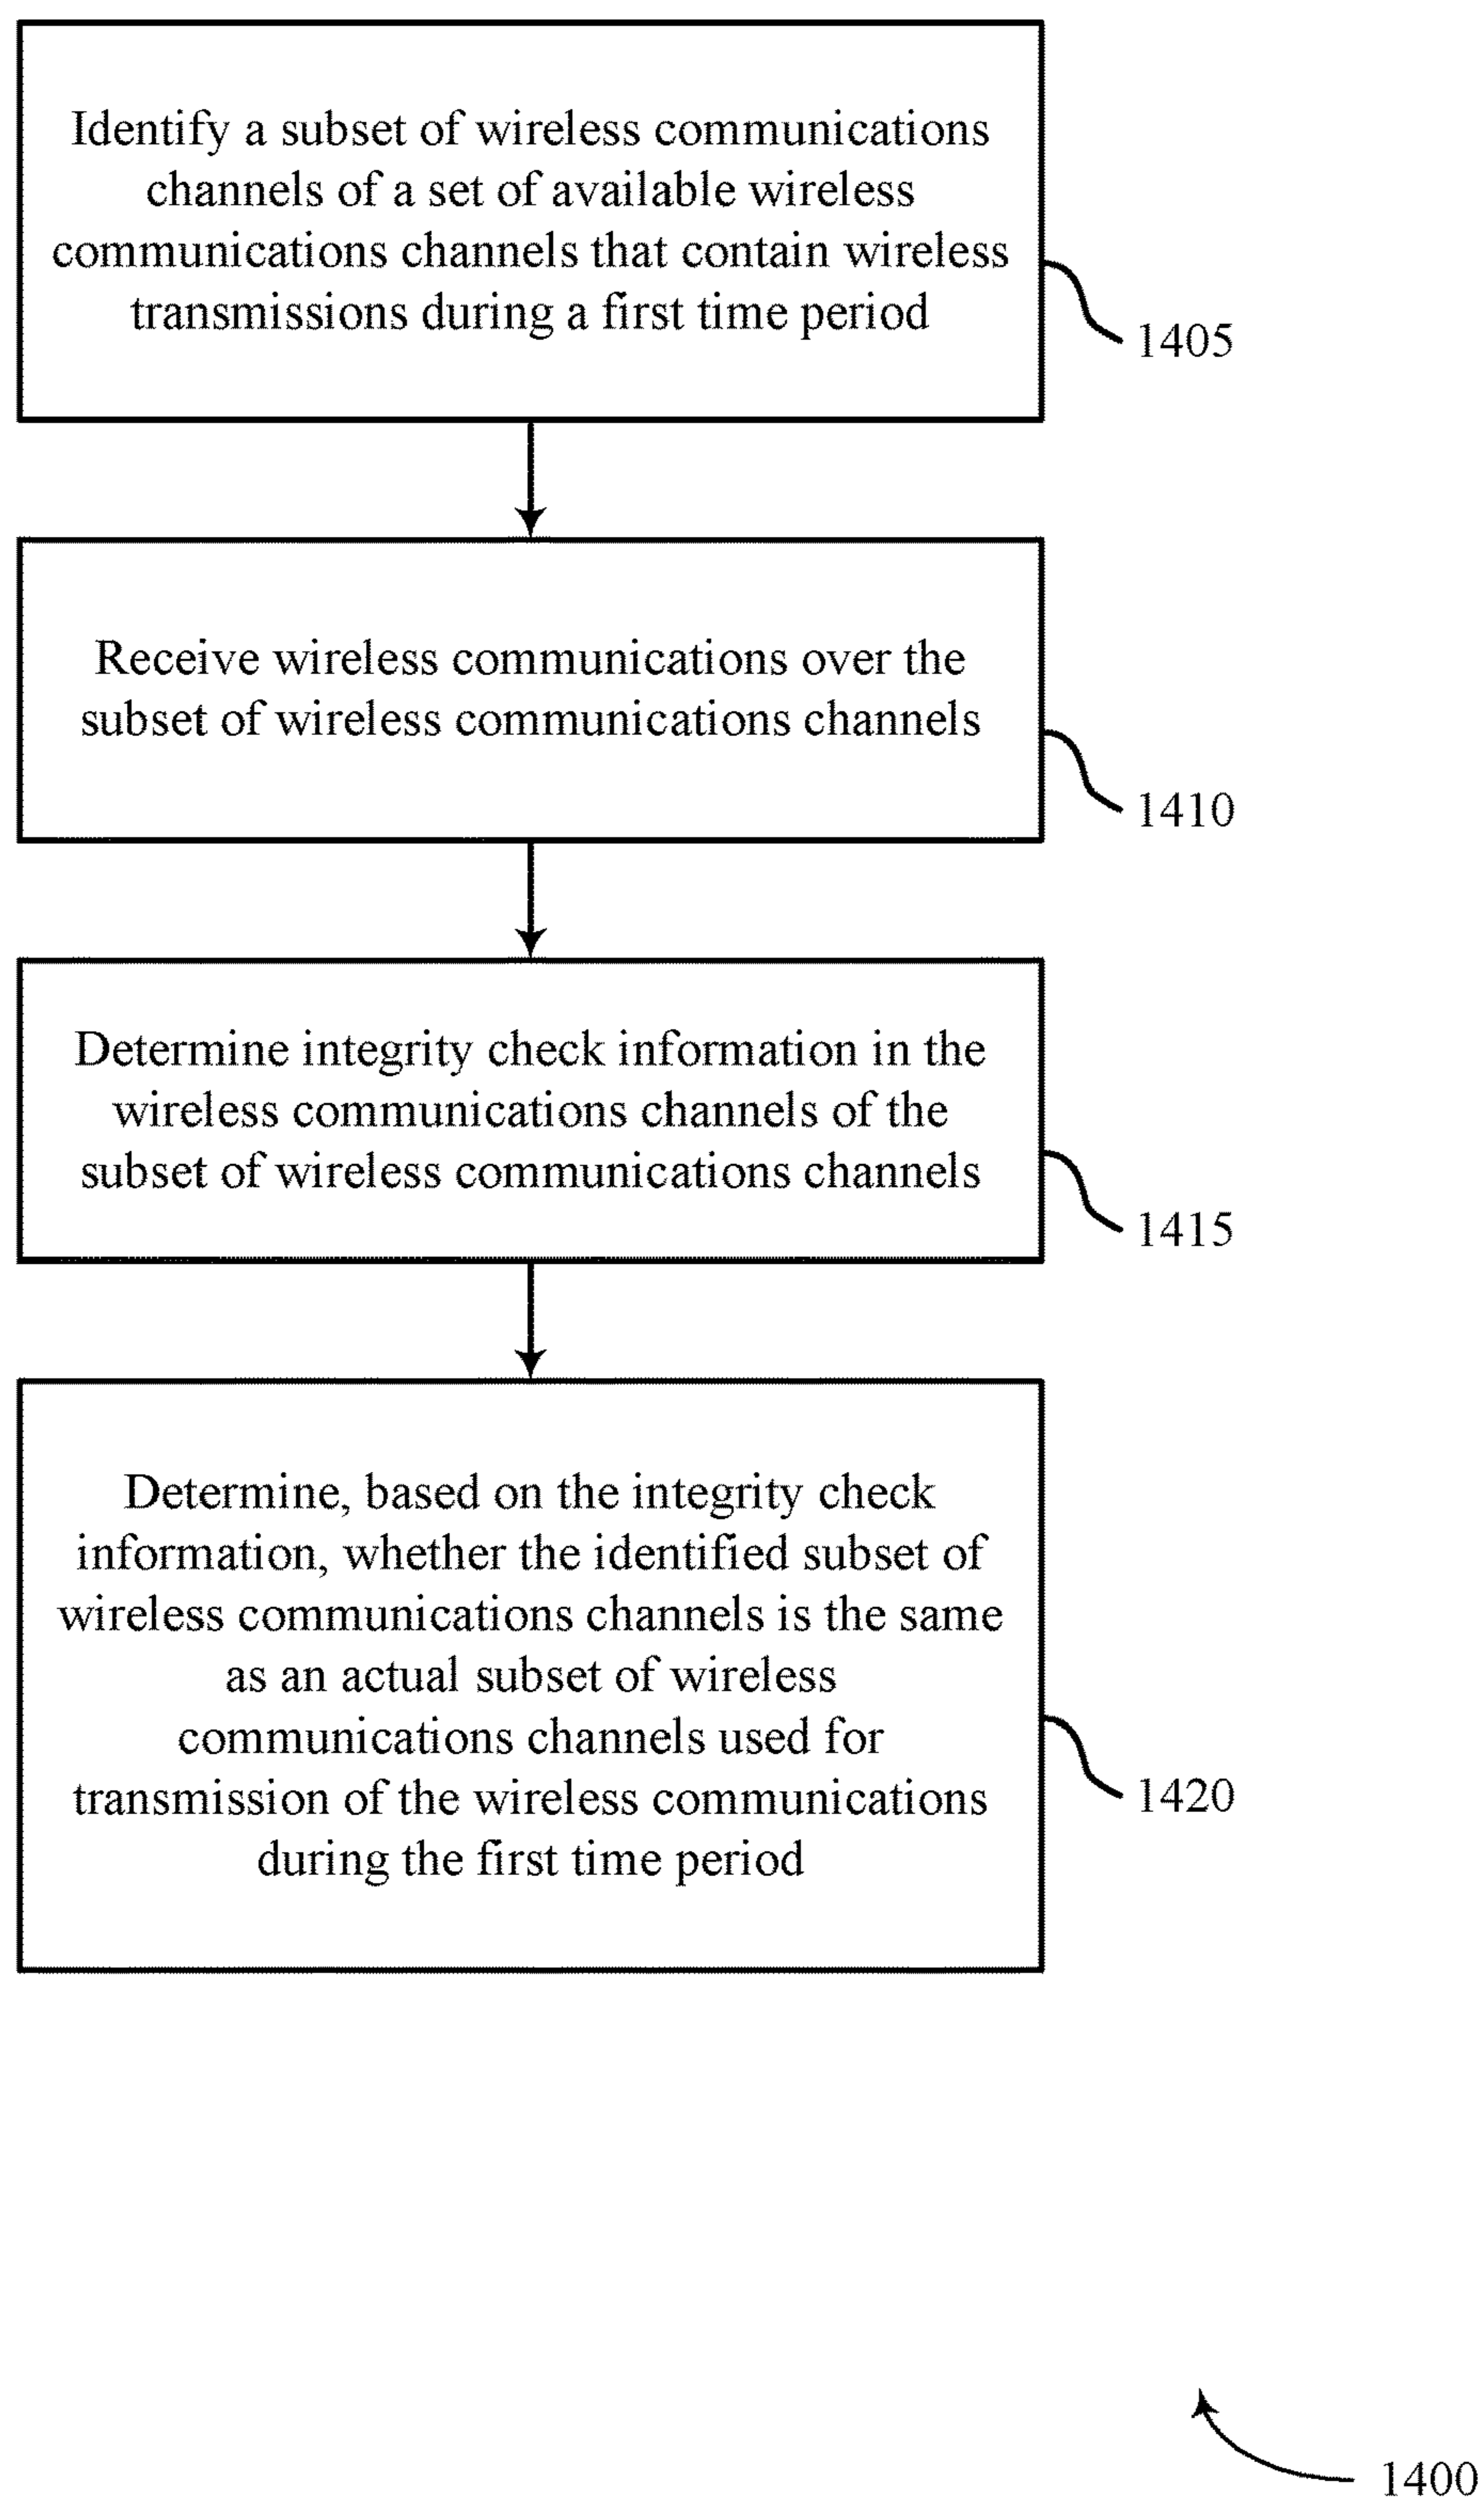 Identify a subset of wireless communications
channels of a set of available wireless
communications channels that contain wireless
transmissions during a first time period
1405
Receive wireless communications over the
subset of wireless communications channels
1410
Determine integrity check information in the
wireless communications channels of the
subset of wireless communications channels
1415
Determine, based on the integrity check
information, whether the identified subset of
wireless communications channels is the same
as an actual subset of wireless
communications channels used for
transmission of the wireless communications
during the first time period
1420
1400